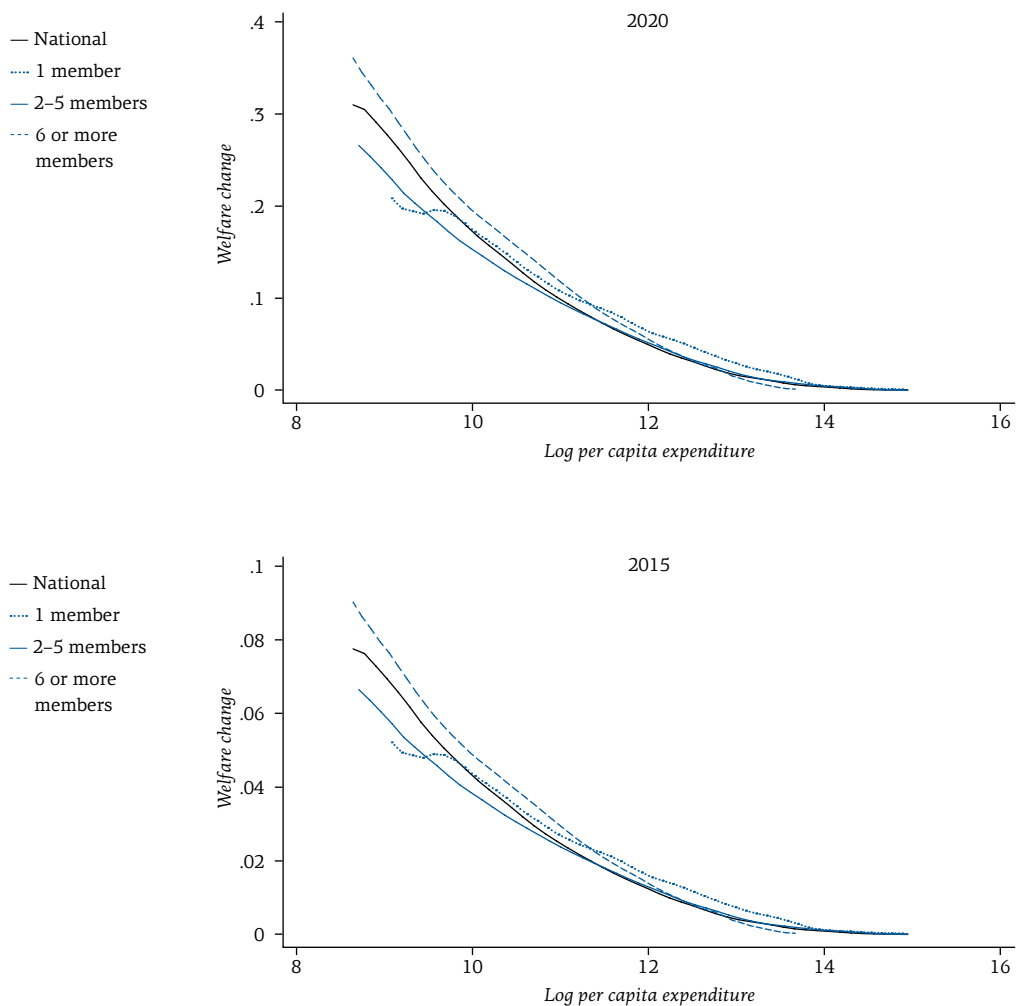 2020
National
1 member
2–5 members
6 or more
members
Welfare change
.4
.3
.2
.1
0
8 10 12 14 16
Log per capita expenditure
2015
National
1 member
2–5 members
6 or more
members
Welfare change
.1
.08
.06
.04
.02
0
8 10 12 14 16
Log per capita expenditure